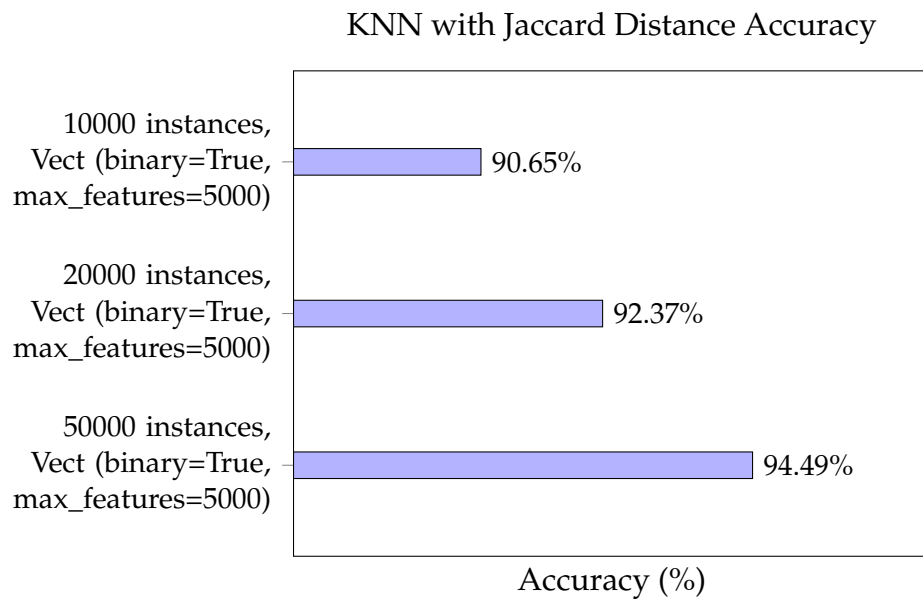 KNN with Jaccard Distance Accuracy
10000 instances,
Vect (binary=True,
max_features=5000)
90.65%
20000 instances,
Vect (binary=True,
max_features=5000)
92.37%
50000 instances,
Vect (binary=True,
max_features=5000)
94.49%
Accuracy (%)